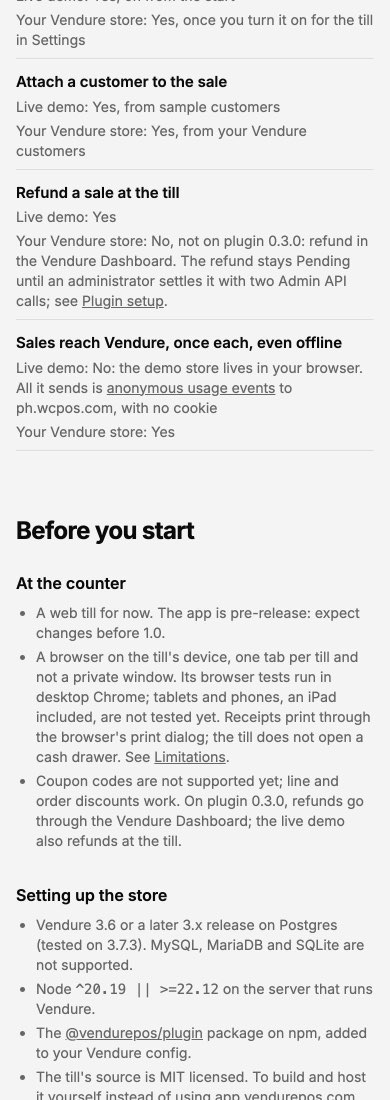 Your Vendure store: Yes, once you turn it on for the till
in Settings
Attach a customer to the sale
Live demo: Yes, from sample customers
Your Vendure store: Yes, from your Vendure
customers
Refund a sale at the till
Live demo: Yes
Your Vendure store: No, not on plugin 0.3.0: refund in
the Vendure Dashboard. The refund stays Pending
until an administrator settles it with two Admin API
calls; see Plugin setup.
Sales reach Vendure, once each, even offline
Live demo: No: the demo store lives in your browser.
All it sends is anonymous usage events to
ph.wcpos.com, with no cookie
Your Vendure store: Yes
Before you start
At the counter
• A web till for now. The app is pre-release: expect
changes before 1.0.
• A browser on the till's device, one tab per till and
not a private window. Its browser tests run in
desktop Chrome; tablets and phones, an iPad
included, are not tested yet. Receipts print through
the browser's print dialog; the till does not open a
cash drawer. See Limitations.
• Coupon codes are not supported yet; line and
order discounts work. On plugin 0.3.0, refunds go
through the Vendure Dashboard; the live demo
also refunds at the till.
Setting up the store
• Vendure 3.6 or a later 3.x release on Postgres
(tested on 3.7.3). MySQL, MariaDB and SQLite are
not supported.
• Node ^20.19 || >=22.12 on the server that runs
Vendure.
• The @vendurepos/plugin package on npm, added
to your Vendure config.
• The till's source is MIT licensed. To build and host
it yourself instead of using app.vendurepos.com